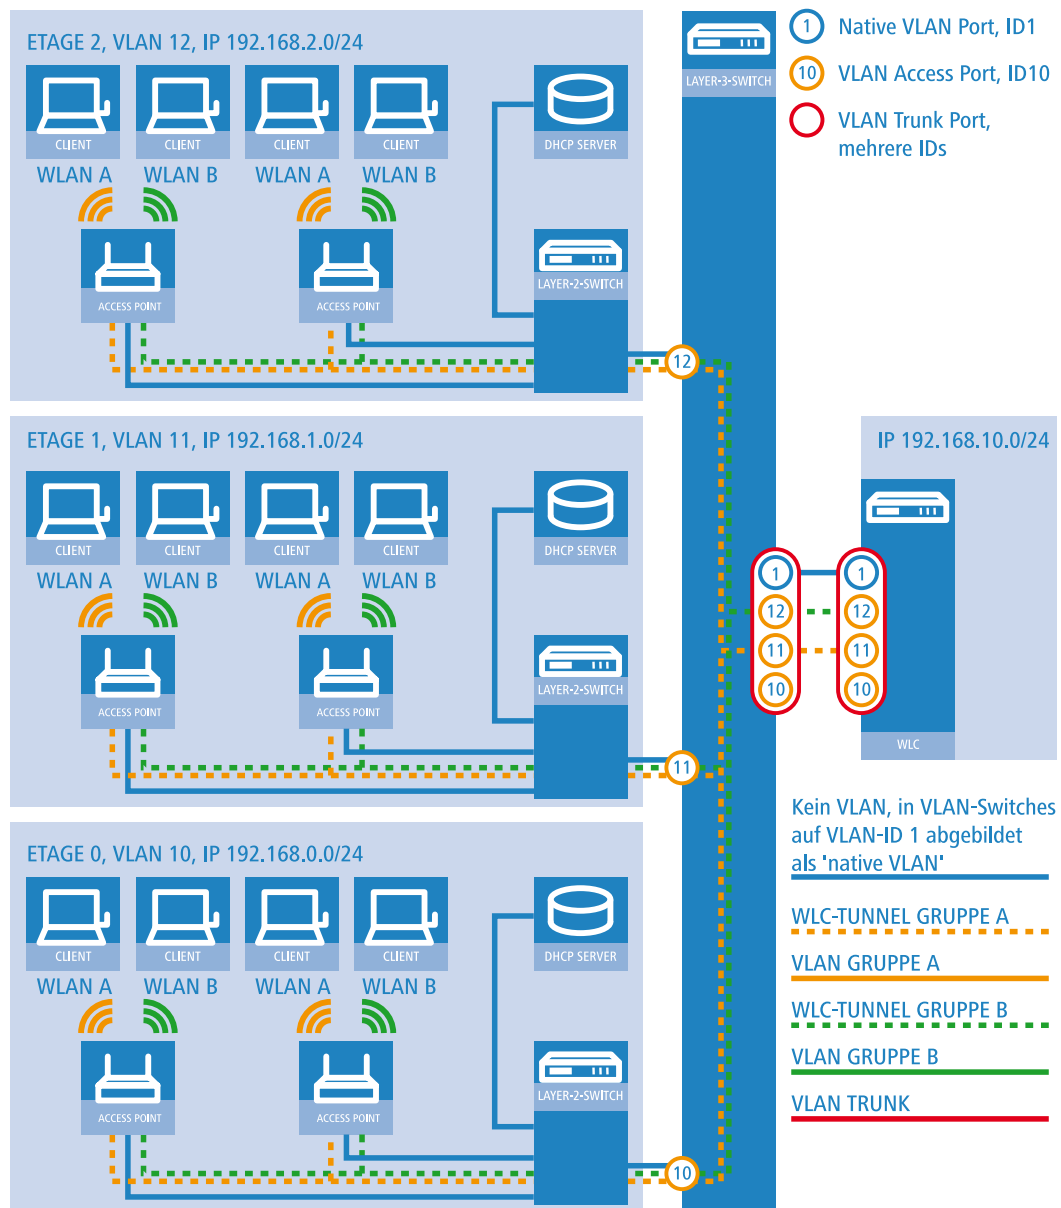 ETAGE 2, VLAN 12, IP 192.168.2.0/24
CLIENT
CLIENT
CLIENT
CLIENT
DHCP SERVER
WLAN A
WLAN B
WLAN A
WLAN B
ACCESS POINT
ACCESS POINT
LAYER-2-SWITCH
12
LAYER-3-SWITCH
1 Native VLAN Port, ID1
10 VLAN Access Port, ID10
VLAN Trunk Port,
mehrere IDs
ETAGE 1, VLAN 11, IP 192.168.1.0/24
CLIENT
CLIENT
CLIENT
CLIENT
DHCP SERVER
WLAN A
WLAN B
WLAN A
WLAN B
ACCESS POINT
ACCESS POINT
LAYER-2-SWITCH
11
IP 192.168.10.0/24
1
12
11
10
1
12
11
10
WLC
ETAGE 0, VLAN 10, IP 192.168.0.0/24
CLIENT
CLIENT
CLIENT
CLIENT
DHCP SERVER
WLAN A
WLAN B
WLAN A
WLAN B
ACCESS POINT
ACCESS POINT
LAYER-2-SWITCH
10
Kein VLAN, in VLAN-Switches
auf VLAN-ID 1 abgebildet
als 'native VLAN'
WLC-TUNNEL GRUPPE A
VLAN GRUPPE A
WLC-TUNNEL GRUPPE B
VLAN GRUPPE B
VLAN TRUNK